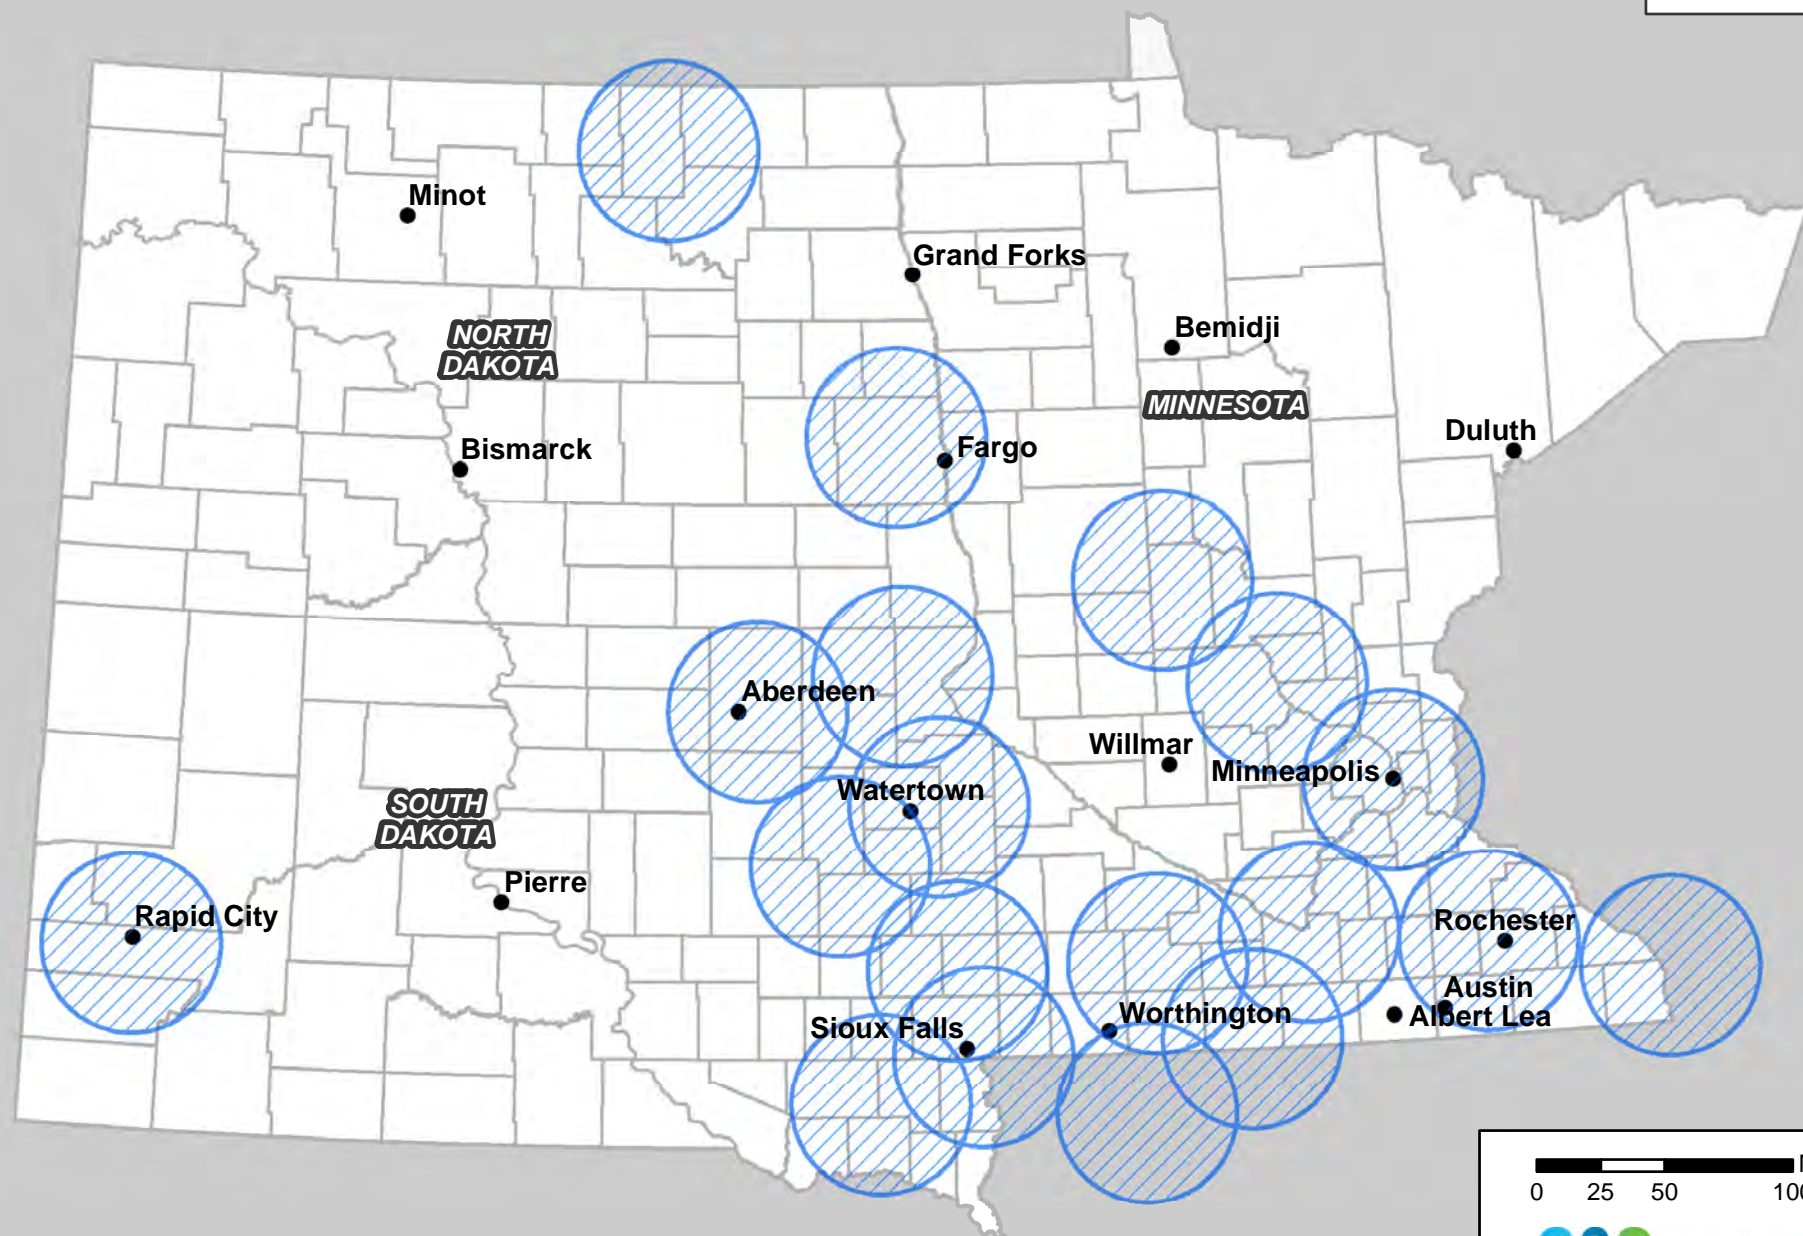 Minot
Grand Forks
NORTH
DAKOTA
Bemidji
MINNESOTA
Duluth
Bismarck
Fargo
Aberdeen
Willmar
Minneapolis
Watertown
SOUTH
DAKOTA
Pierre
Rapid City
Rochester
Austin
Albert Lea
Worthington
Sioux Falls
0 25 50